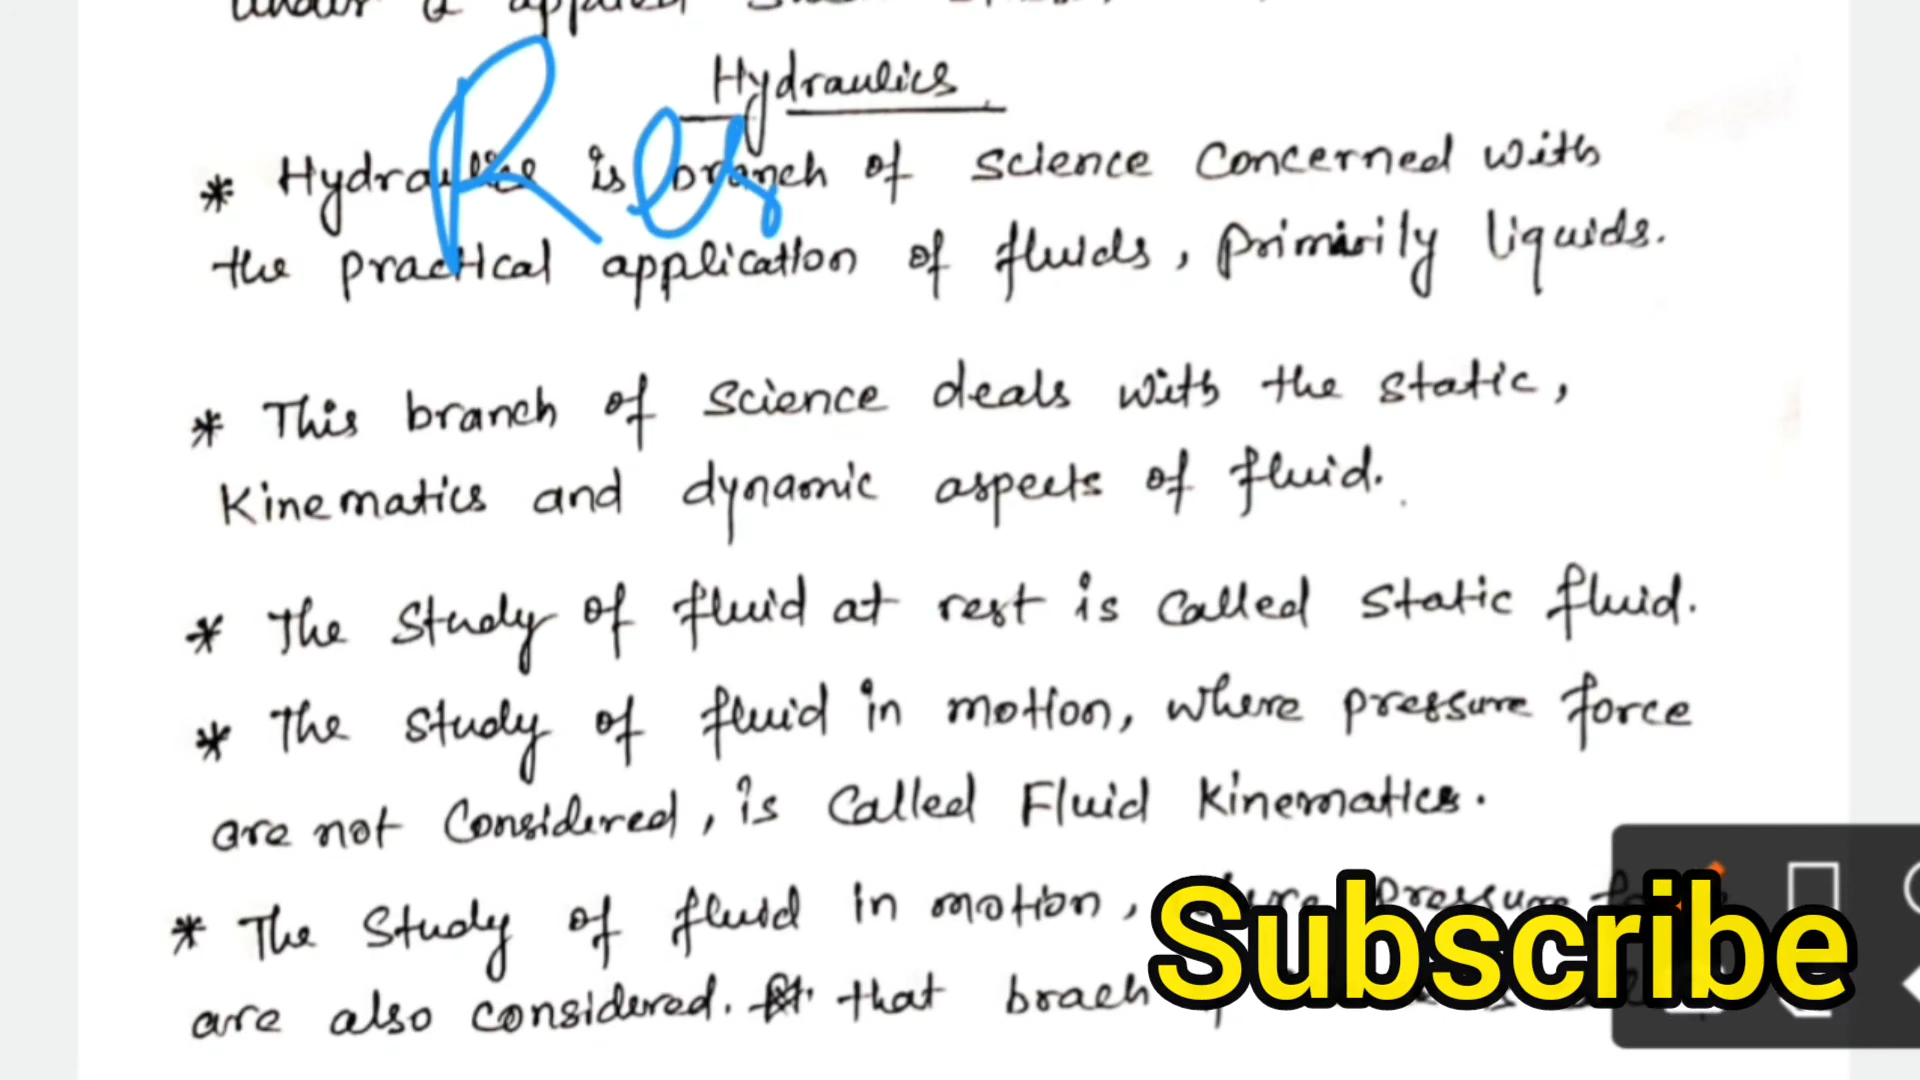 Hydraulics
* Hydraulics is branch of science concerned with
the practical application of fluids, primirily liquids.
* This branch of science deals with the static,
kinematics and dynamic aspects of fluid.
* The study of fluid at rest is called static fluid.
* The study of fluid in motion, where pressure force
are not considered, is called Fluid kinematics.
* The study of fluid in motion, pressure
are also considered. that
Res
Subscribe